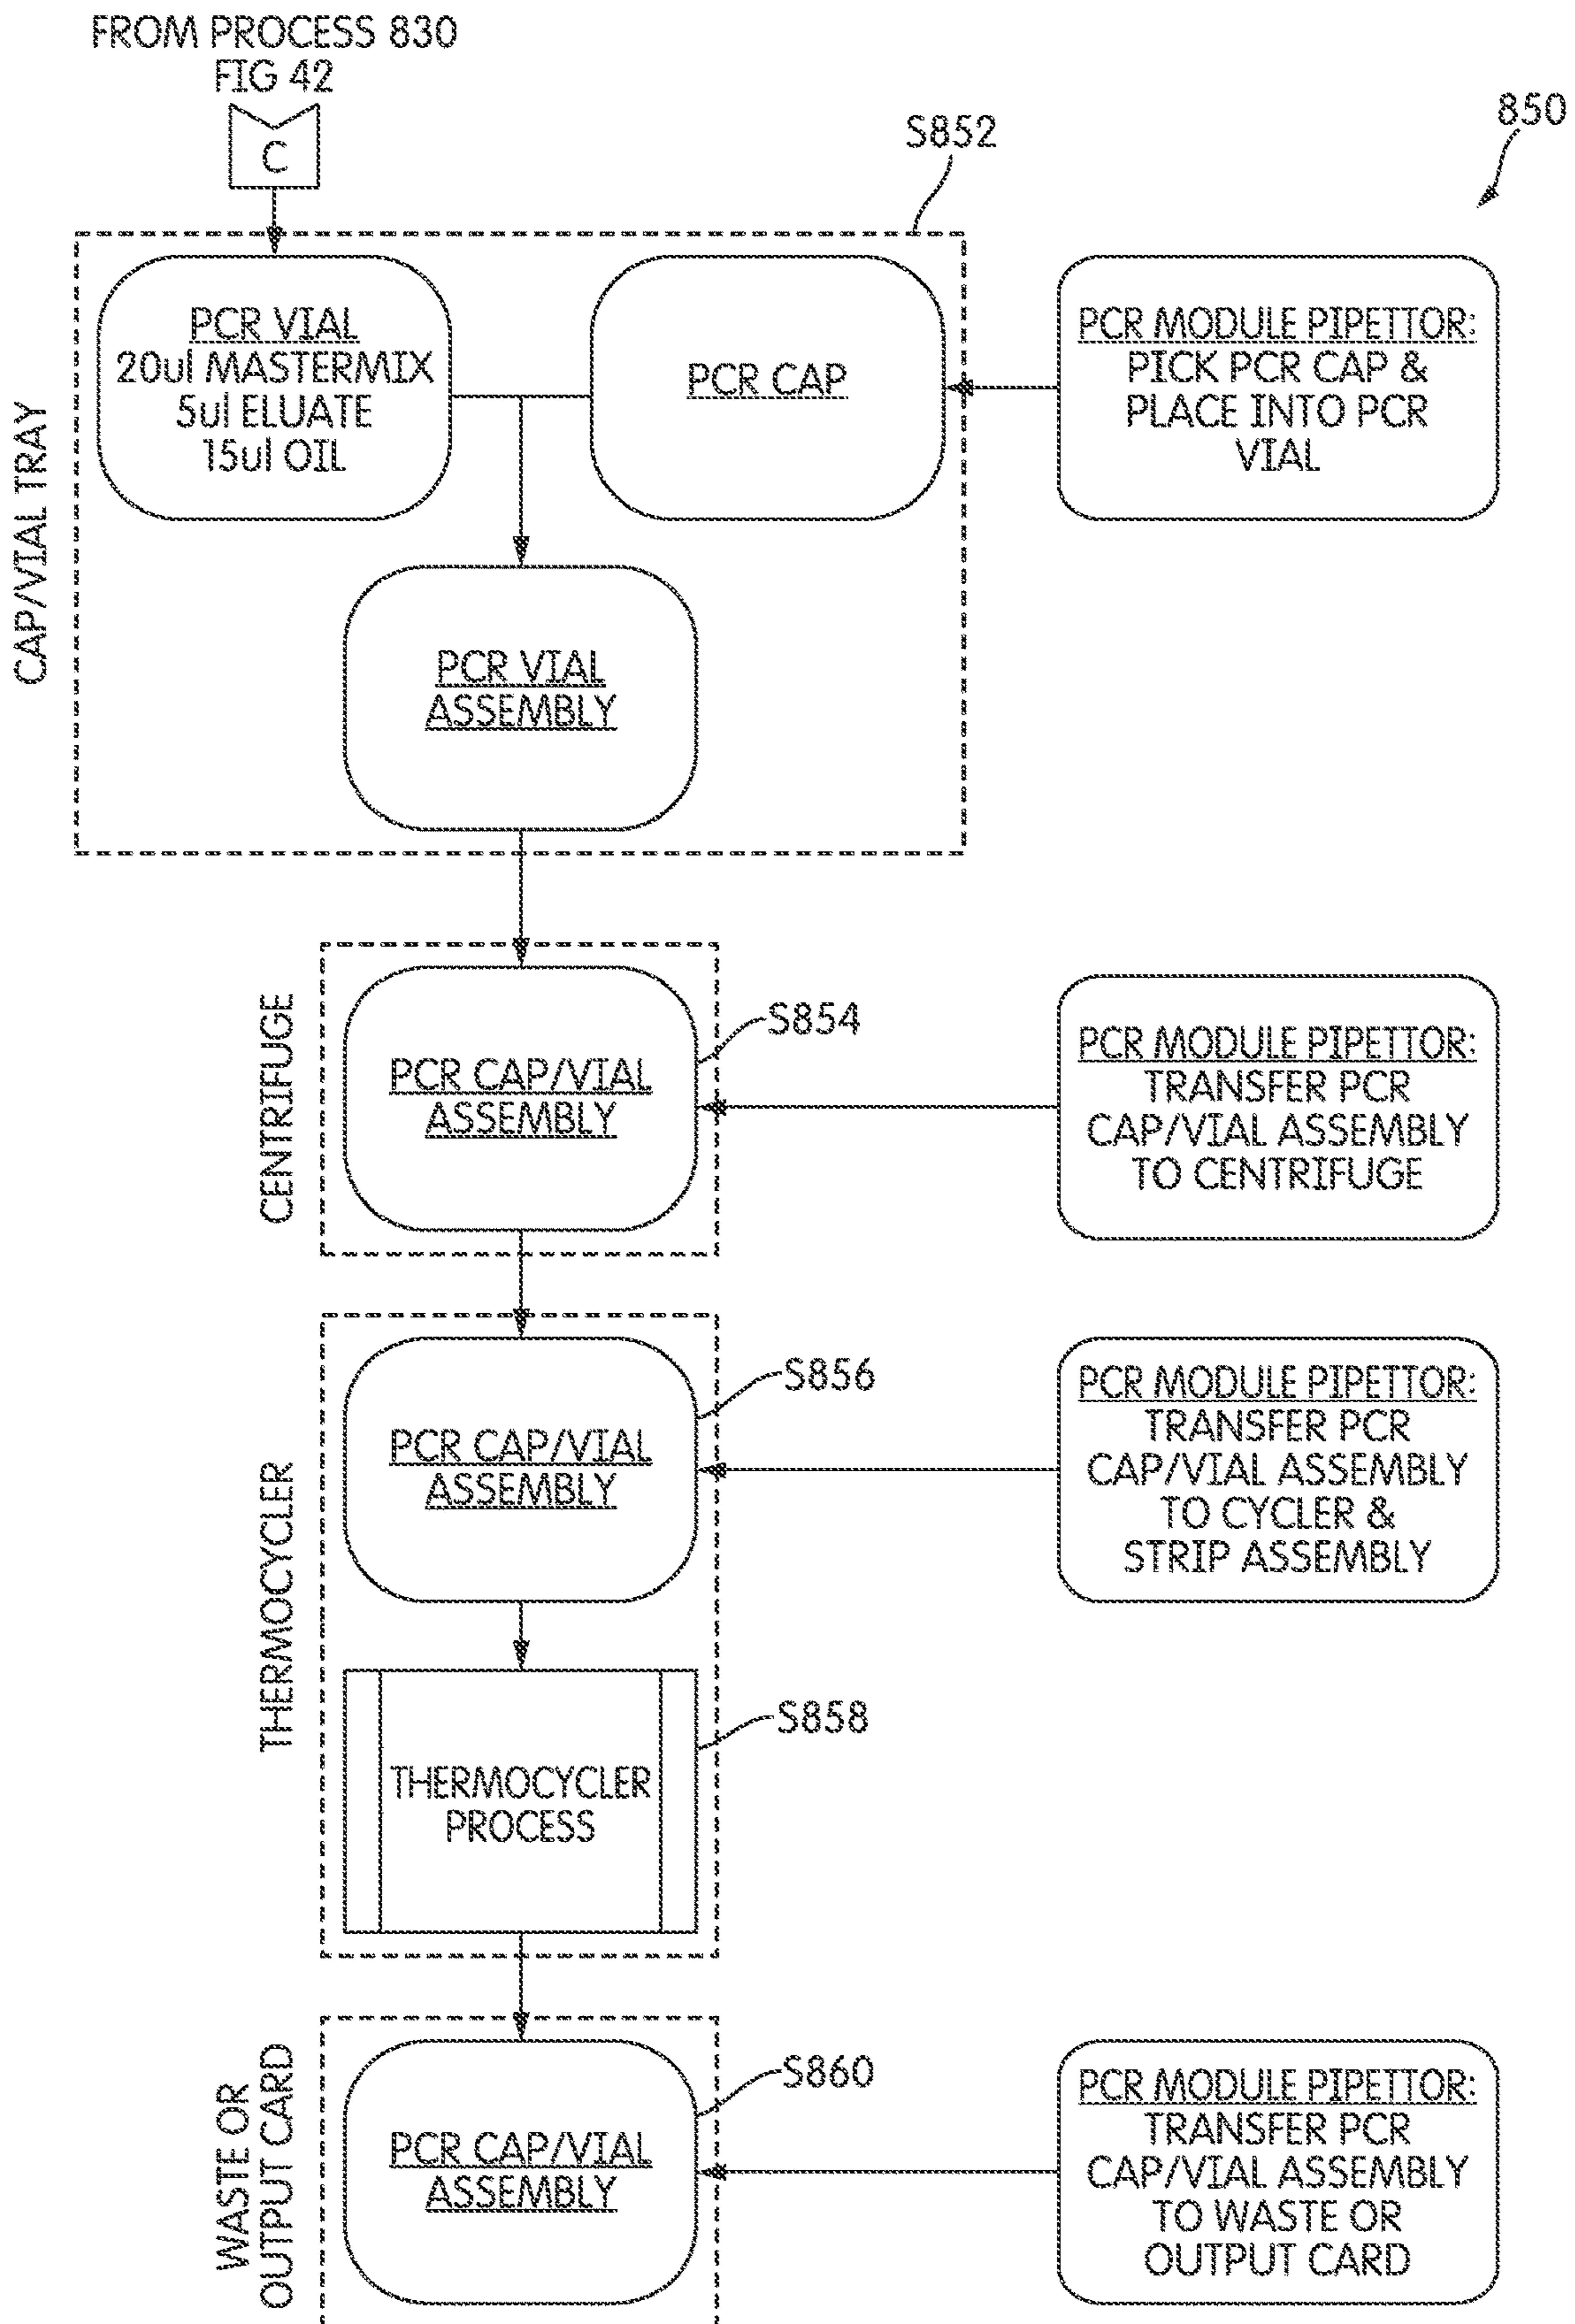 FROM PROCESS 830
FIG 42
C
850
S852
CAP/VIAL TRAY
PCR VIAL
20ul MASTERMIX
5ul ELUATE
15ul OIL
PCR CAP
PCR MODULE PIPETTOR:
PICK PCR CAP &
PLACE INTO PCR
VIAL
PCR VIAL
ASSEMBLY
CENTRIFUGE
PCR CAP/VIAL
ASSEMBLY
S854
PCR MODULE PIPETTOR:
TRANSFER PCR
CAP/VIAL ASSEMBLY
TO CENTRIFUGE
THERMOCYCLER
PCR CAP/VIAL
ASSEMBLY
S856
PCR MODULE PIPETTOR:
TRANSFER PCR
CAP/VIAL ASSEMBLY
TO CYCLER &
STRIP ASSEMBLY
THERMOCYCLER
PROCESS
S858
WASTE OR
OUTPUT CARD
PCR CAP/VIAL
ASSEMBLY
S860
PCR MODULE PIPETTOR:
TRANSFER PCR
CAP/VIAL ASSEMBLY
TO WASTE OR
OUTPUT CARD